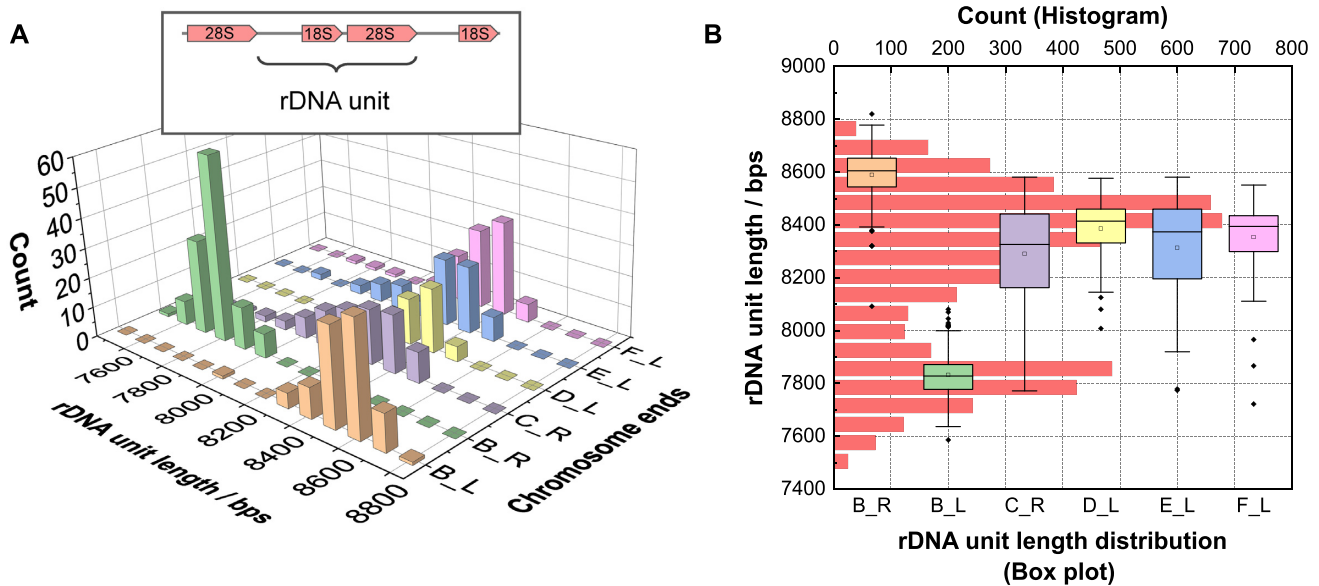 A
28S
18S
28S
18S
rDNA unit
60
50
40
30
20
10
0
Count
7600
7800
8000
8200
8400
8600
8800
rDNA unit length / bps
B_L
B_R
C_R
D_L
E_L
F_L
Chromosome ends
B
Count (Histogram)
0 100 200 300 400 500 600 700 800
9000
8800
8600
8400
8200
8000
7800
7600
7400
rDNA unit length / bps
B_R B_L C_R D_L E_L F_L
rDNA unit length distribution
(Box plot)